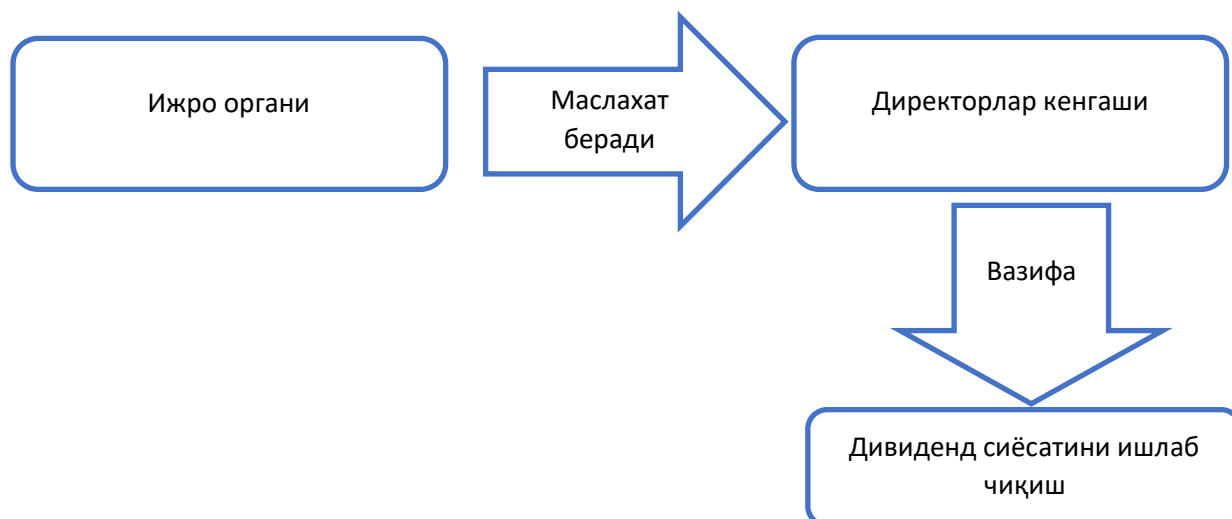 Ижро органи
Маслахат
беради
Директорлар кенгаши
Вазифа
Дивиденд сиёсатини ишлаб
чиқиш